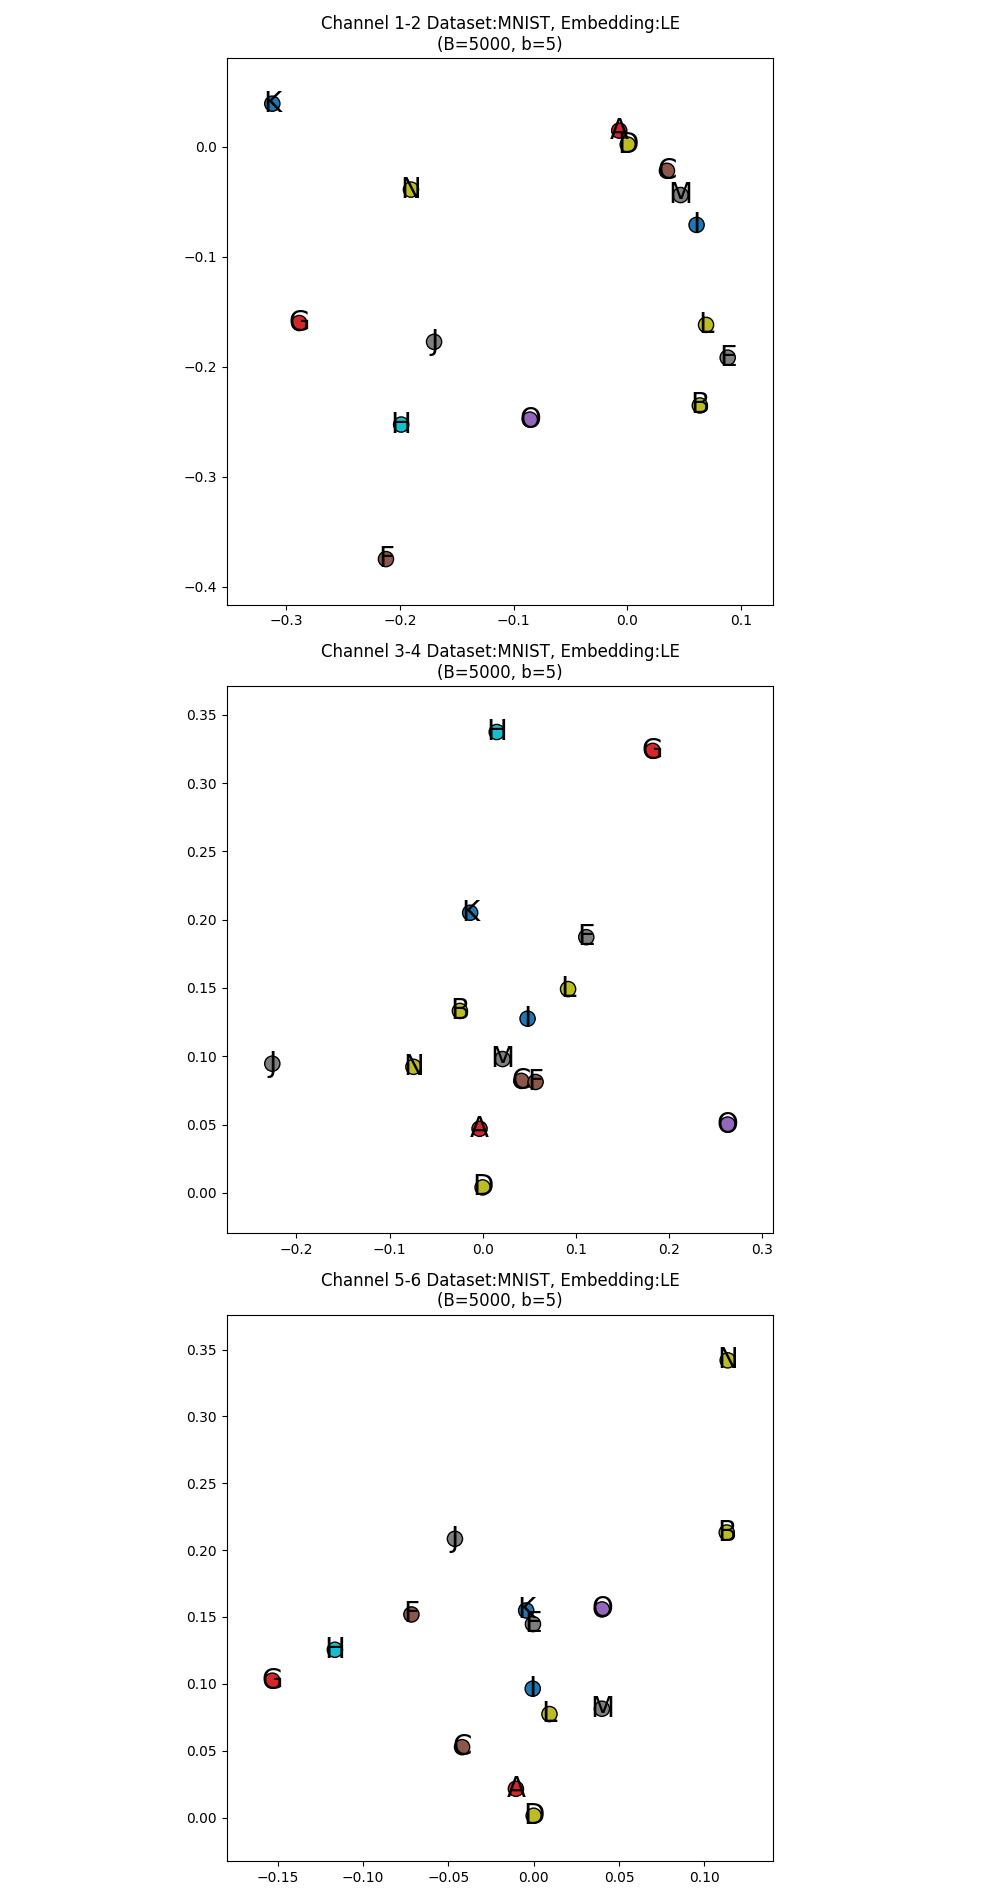 Channel 1-2 Dataset:MNIST, Embedding:LE
(B=5000, b=5)
K
A
D
0.0
C
N
M
I
−0.1
G
L
J
E
−0.2
B
O
H
−0.3
F
−0.4
−0.3 −0.2 −0.1 0.0 0.1
Channel 3-4 Dataset:MNIST, Embedding:LE
(B=5000, b=5)
0.35
H
G
0.30
0.25
K
0.20
E
L
0.15
B
I
M
0.10
J
N
C F
0.05
A
O
D
0.00
−0.2 −0.1 0.0 0.1 0.2 0.3
Channel 5-6 Dataset:MNIST, Embedding:LE
(B=5000, b=5)
0.35
N
0.30
0.25
B
J
0.20
K
O
F
0.15
E
H
G
0.10
I
M
L
C
0.05
A
D
0.00
−0.15 −0.10 −0.05 0.00 0.05 0.10